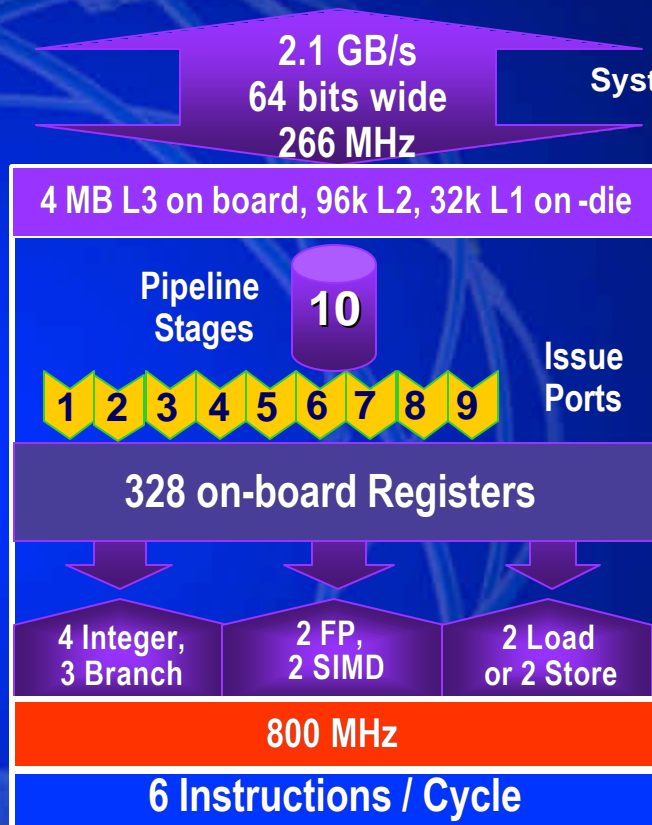 2.1 GB/s
64 bits wide
266 MHz
Syst
4 MB L3 on board, 96k L2, 32k L1 on -die
Pipeline
Stages
10
Issue
Ports
1 2 3 4 5 6 7 8 9
328 on-board Registers
4 Integer,
3 Branch
2 FP,
2 SIMD
2 Load
or 2 Store
800 MHz
6 Instructions / Cycle